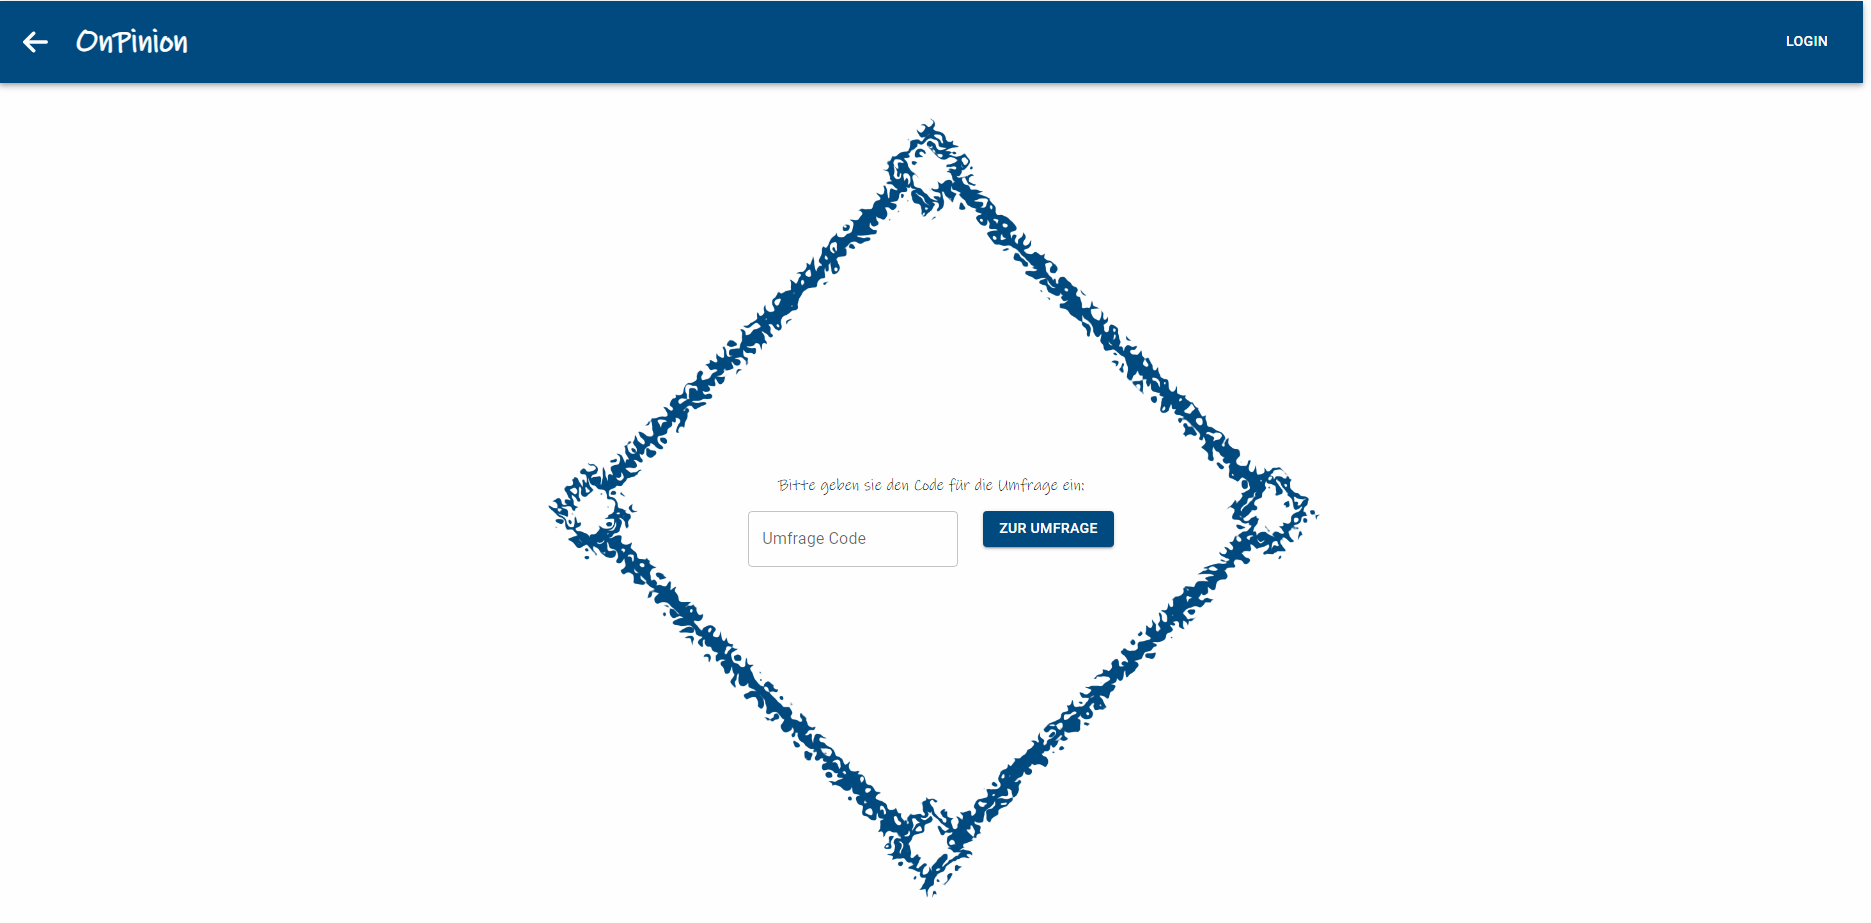 OnPinion
LOGIN
Bitte geben sie den Code für die Umfrage ein:
Umfrage Code
ZUR UMFRAGE